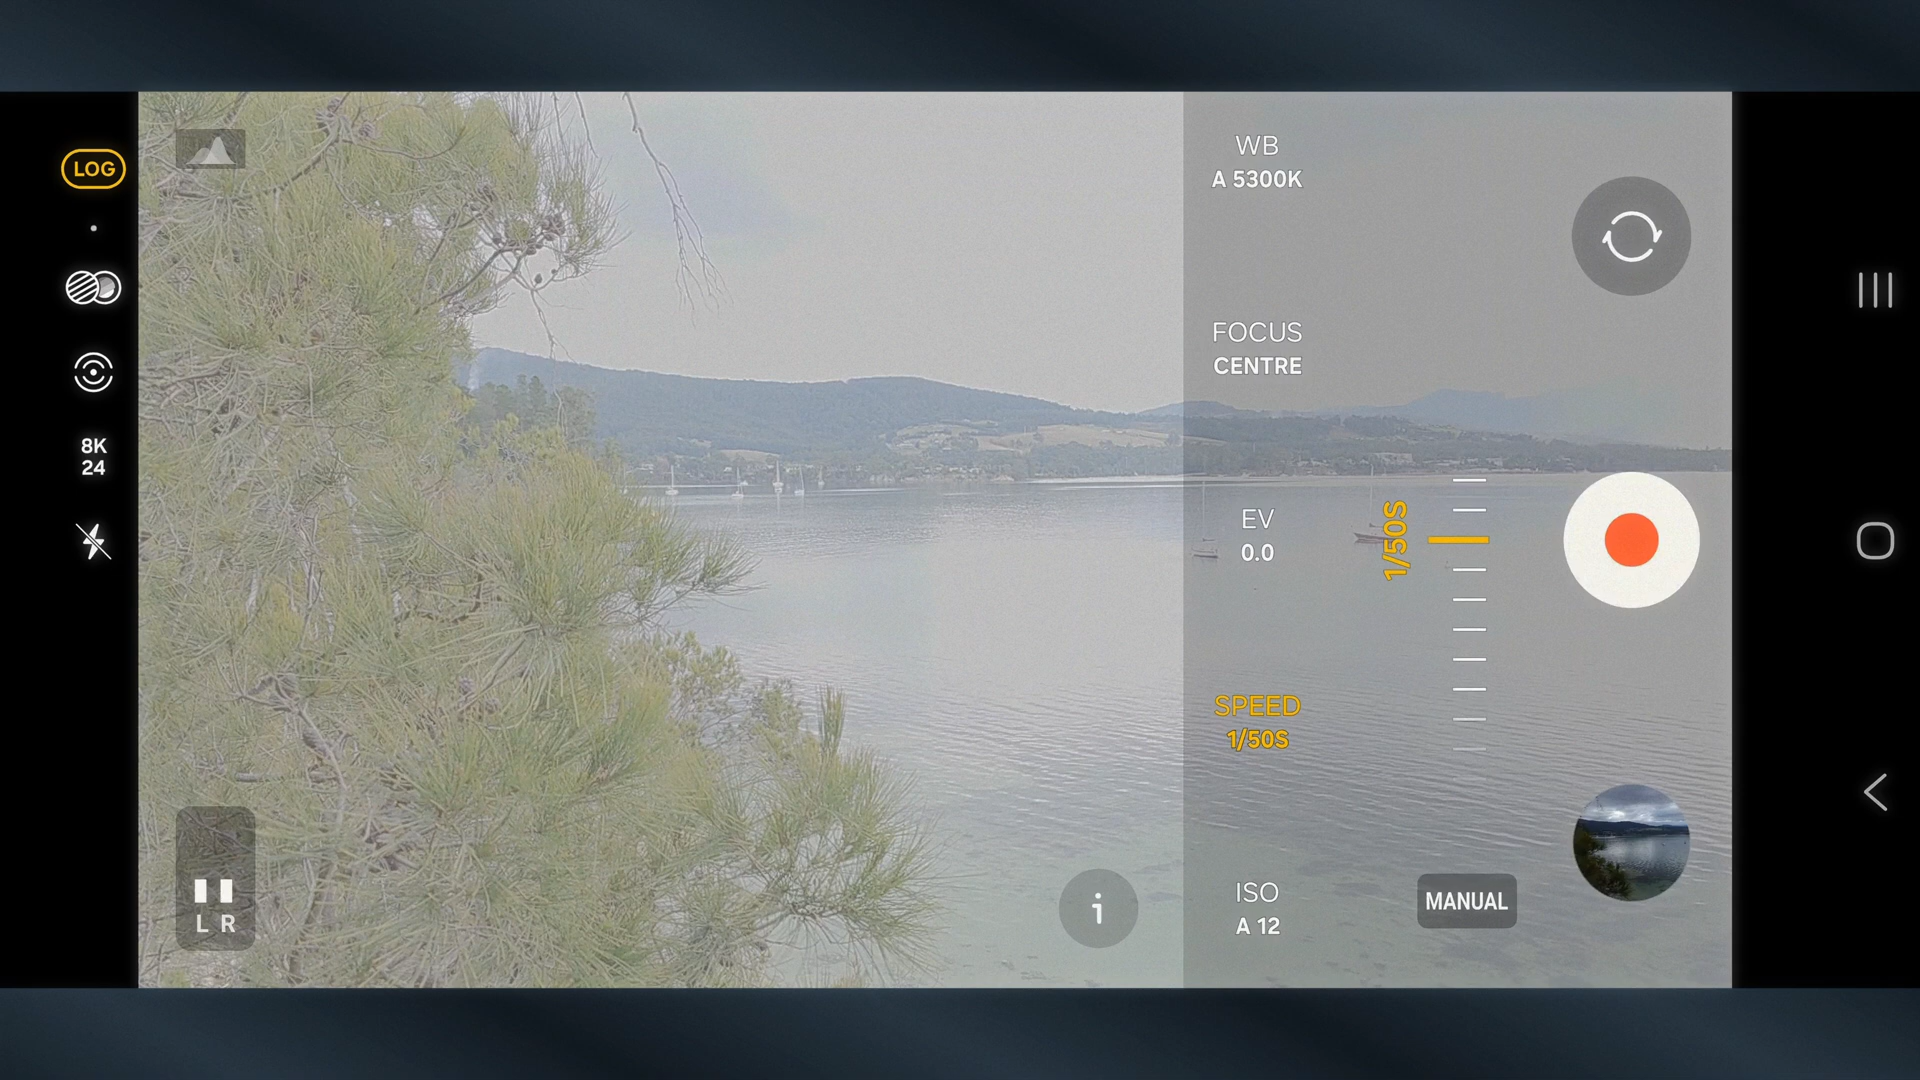 LOG
8K
24
L R
WB
A 5300K
FOCUS
CENTRE
EV
0.0
1/50S
SPEED
1/50S
ISO
A 12
MANUAL